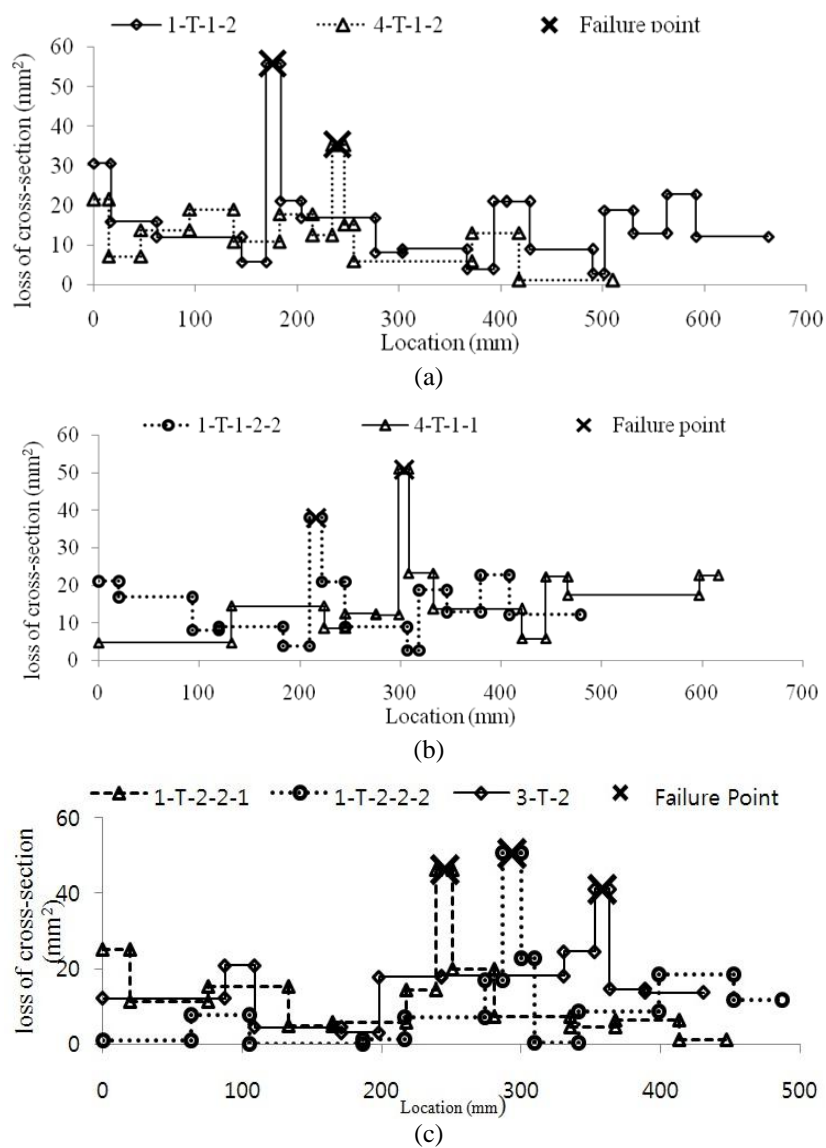 1-T-1-2 4-T-1-2 Failure point
60
50
40
30
20
10
0
loss of cross-section (mm²)
0 100 200 300 400 500 600 700
Location (mm)
(a)
1-T-1-2-2 4-T-1-1 Failure point
60
50
40
30
20
10
0
loss of cross-section (mm²)
0 100 200 300 400 500 600 700
Location (mm)
(b)
1-T-2-2-1 1-T-2-2-2 3-T-2 Failure Point
60
40
20
0
loss of cross-section
(mm²)
0 100 200 300 400 500
Location (mm)
(c)